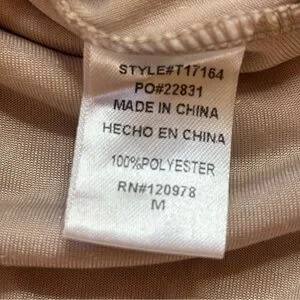 STYLE#T17164
PO#22831
MADE IN CHINA
HECHO EN CHINA
100%POLYESTER
RN#120978
M